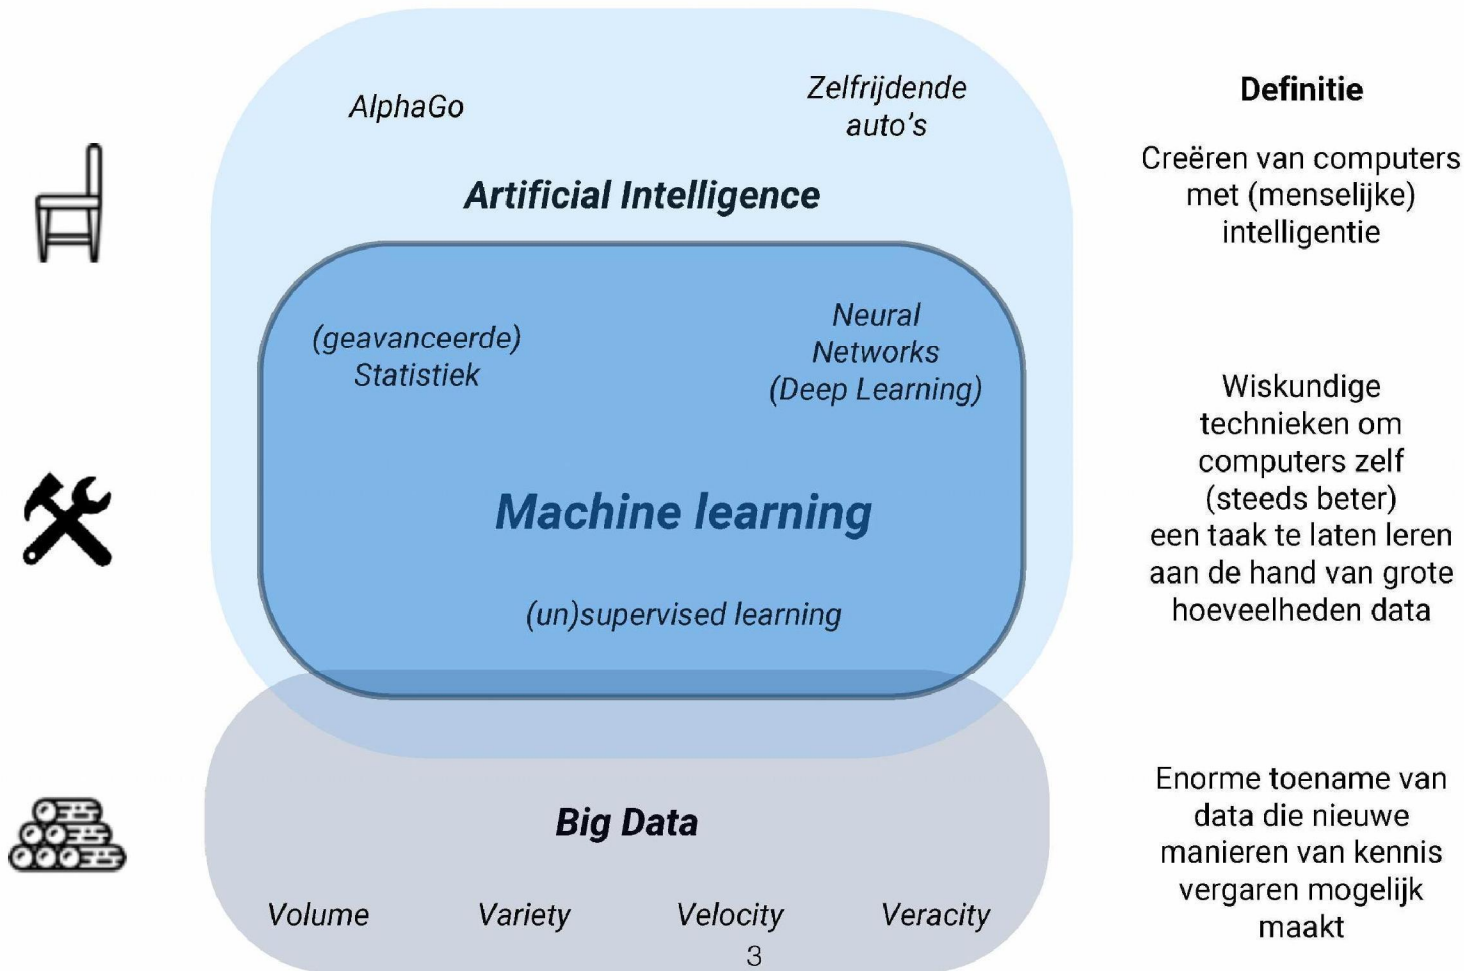 AlphaGo
Zelfrijdende
auto's
Artificial Intelligence
(geavanceerde)
Statistiek
Neural
Networks
(Deep Learning)
Machine learning
(un)supervised learning
Big Data
Volume
Variety
Velocity
Veracity
3
Definitie
Creëren van computers
met (menselijke)
intelligentie
Wiskundige
technieken om
computers zelf
(steeds beter)
een taak te laten leren
aan de hand van grote
hoeveelheden data
Enorme toename van
data die nieuwe
manieren van kennis
vergaren mogelijk
maakt